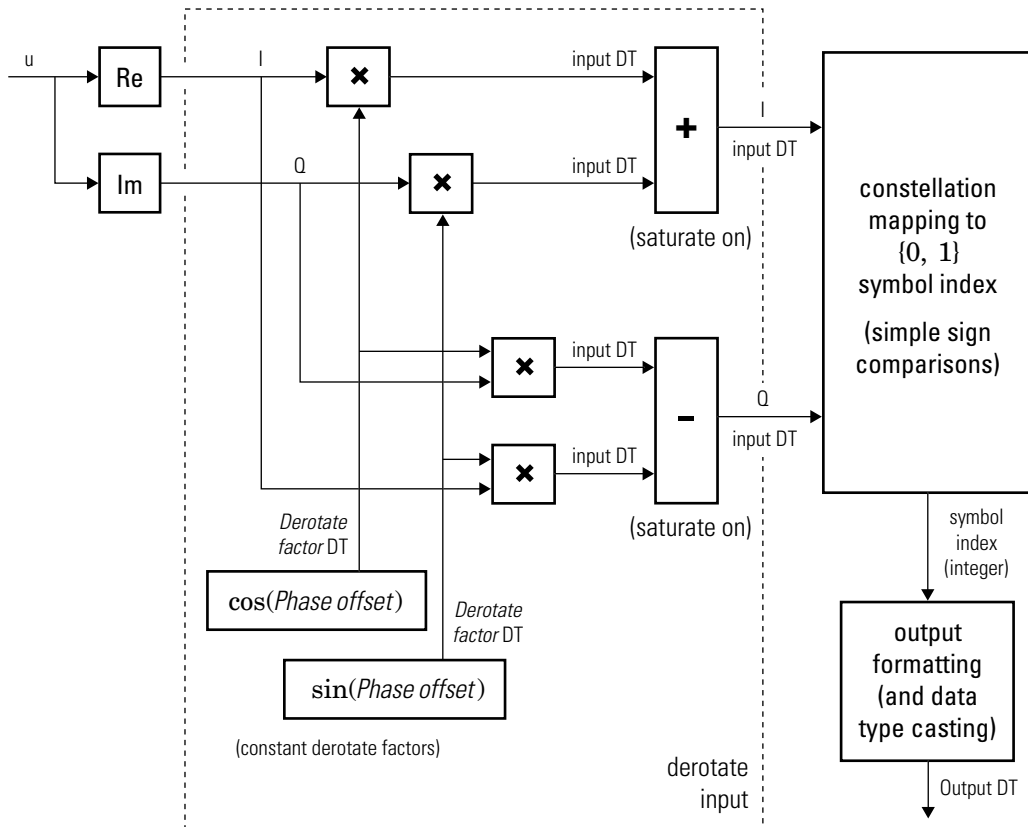 u
Re
I
×
input DT
+
I
input DT
Im
Q
×
input DT
(saturate on)
constellation
mapping to
{0, 1}
symbol index
(simple sign
comparisons)
×
input DT
–
Q
input DT
×
input DT
(saturate on)
Derotate
factor DT
cos(Phase offset)
Derotate
factor DT
sin(Phase offset)
(constant derotate factors)
derotate
input
symbol
index
(integer)
output
formatting
(and data
type casting)
Output DT